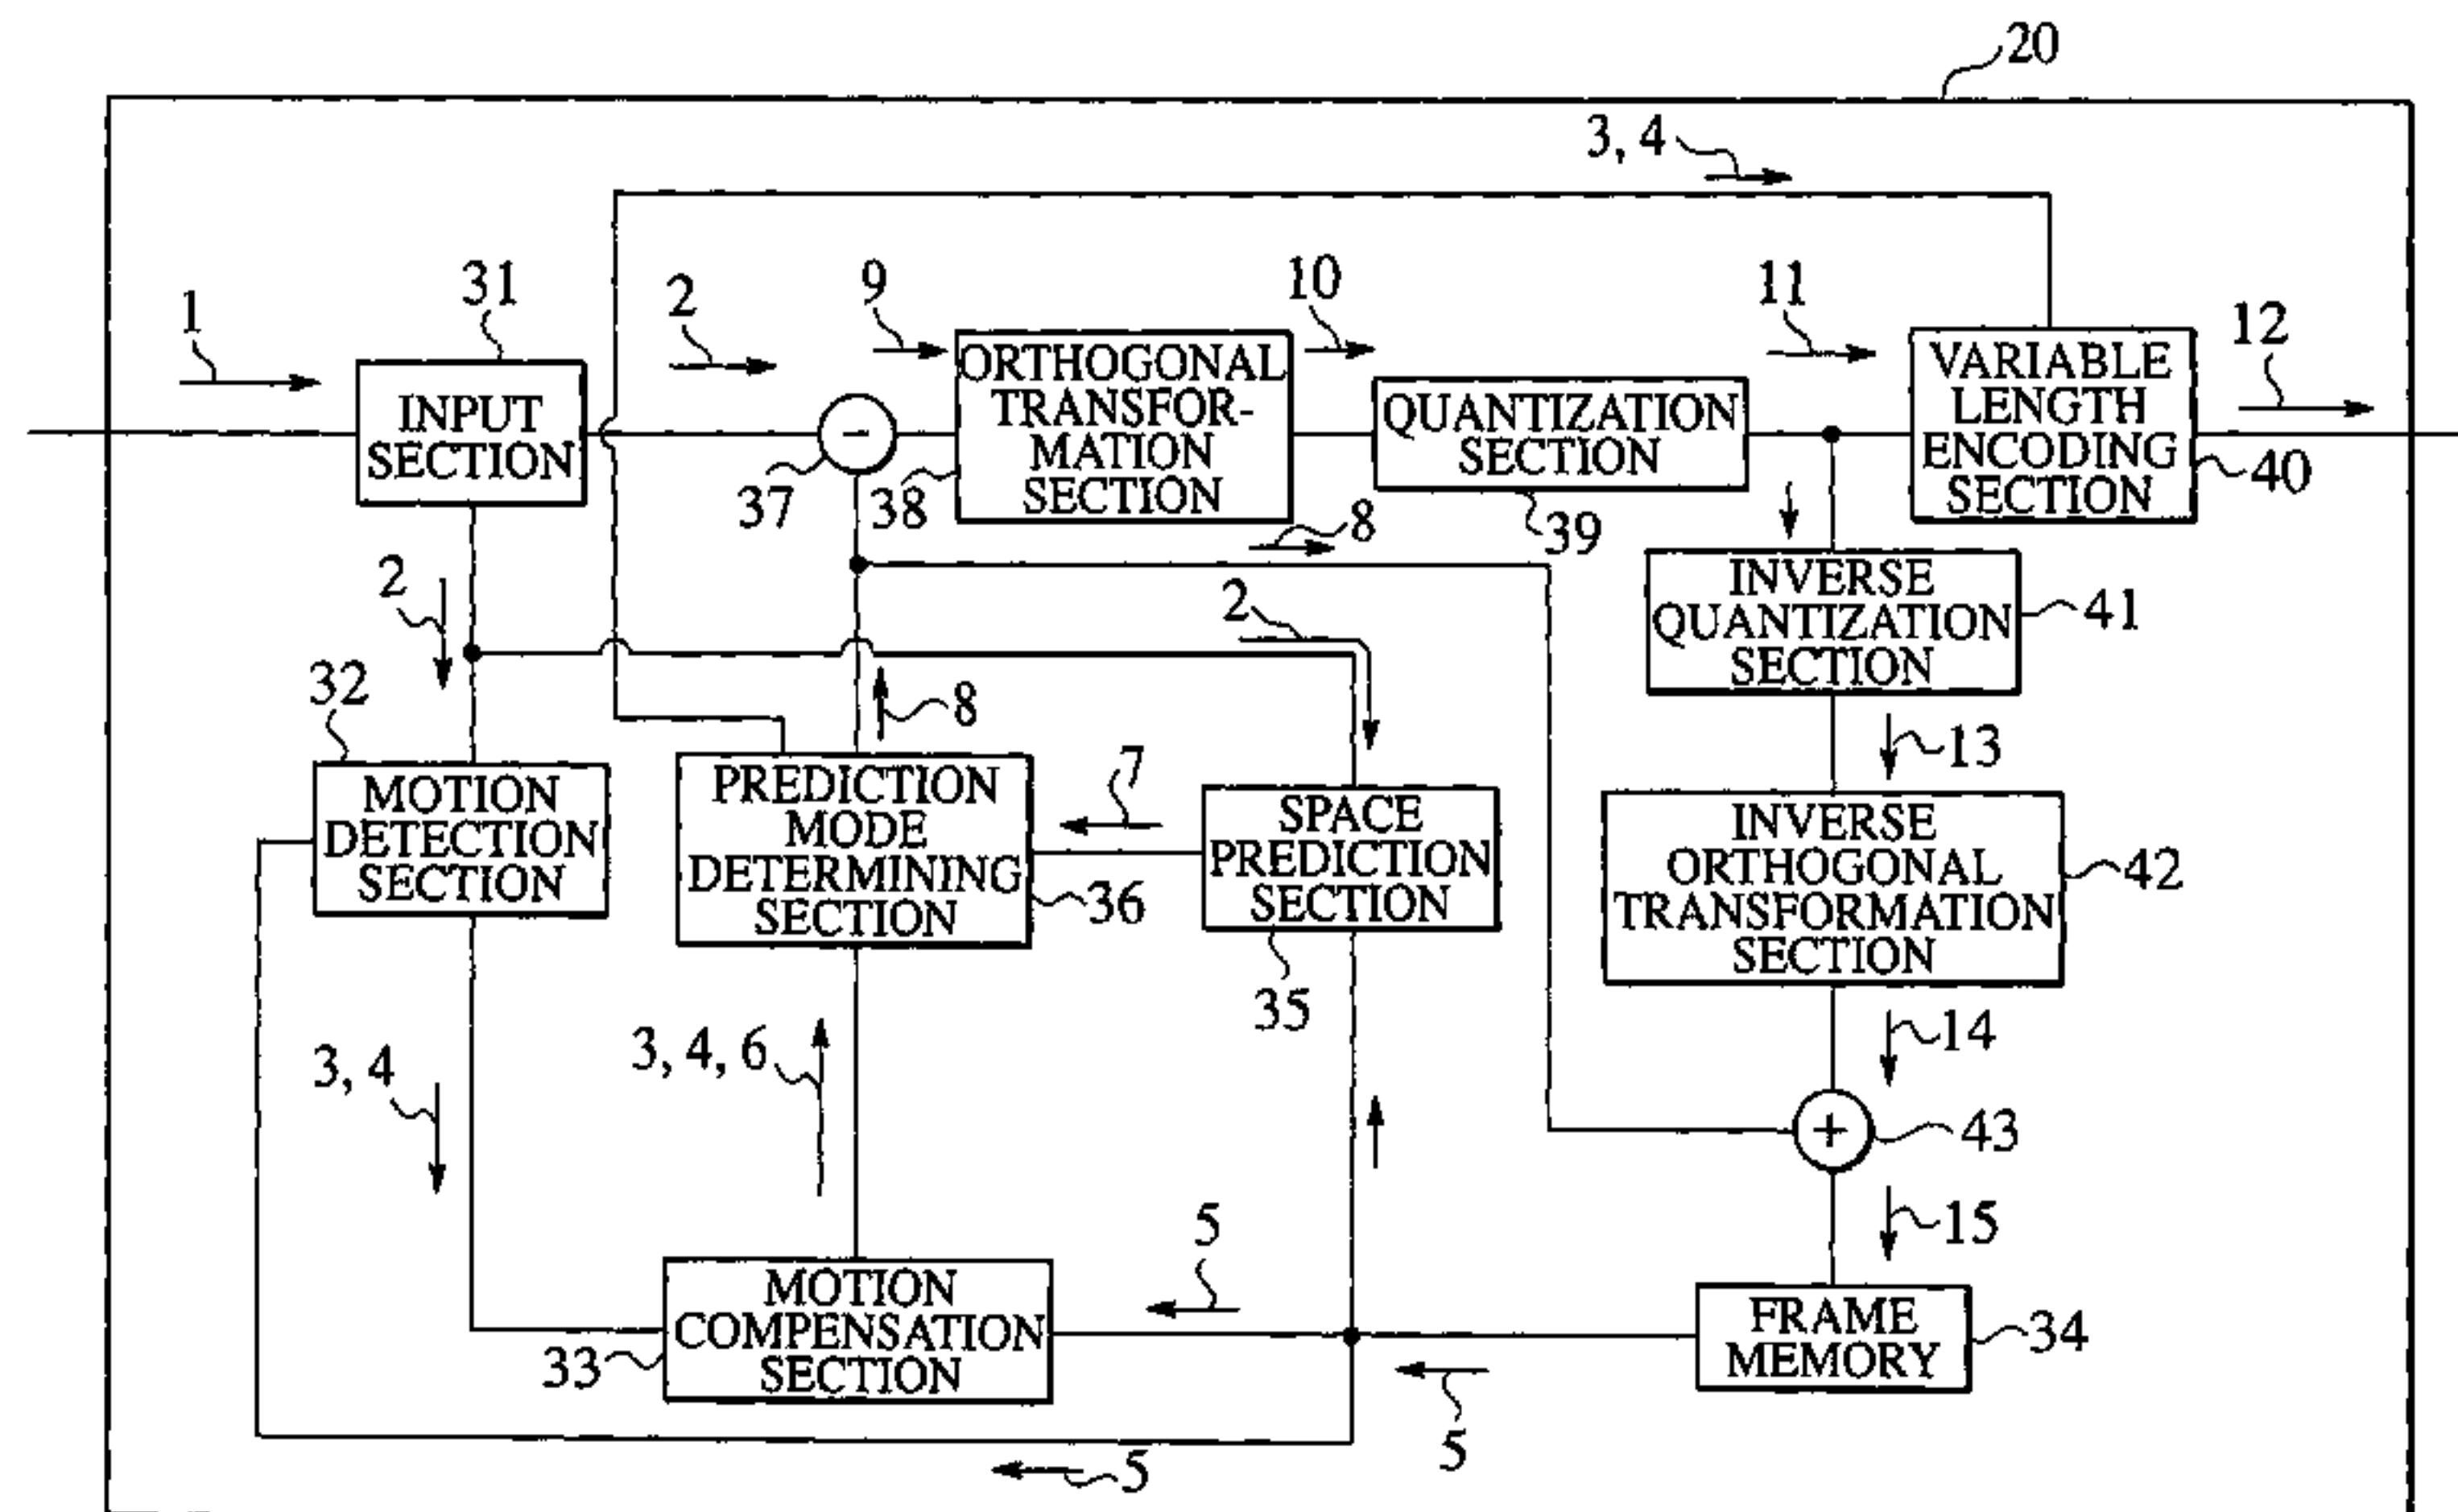 20
3, 4
1
31
2
9
10
11
12
INPUT
SECTION
-
37
38
ORTHOGONAL
TRANSFOR-
MATION
SECTION
QUANTIZATION
SECTION
39
VARIABLE
LENGTH
ENCODING
SECTION
40
8
2
2
INVERSE
QUANTIZATION
SECTION
41
32
8
13
MOTION
DETECTION
SECTION
PREDICTION
MODE
DETERMINING
SECTION
36
7
SPACE
PREDICTION
SECTION
35
INVERSE
ORTHOGONAL
TRANSFORMATION
SECTION
42
3, 4
3, 4, 6
14
+
43
5
15
MOTION
COMPENSATION
SECTION
33
FRAME
MEMORY
34
5
5